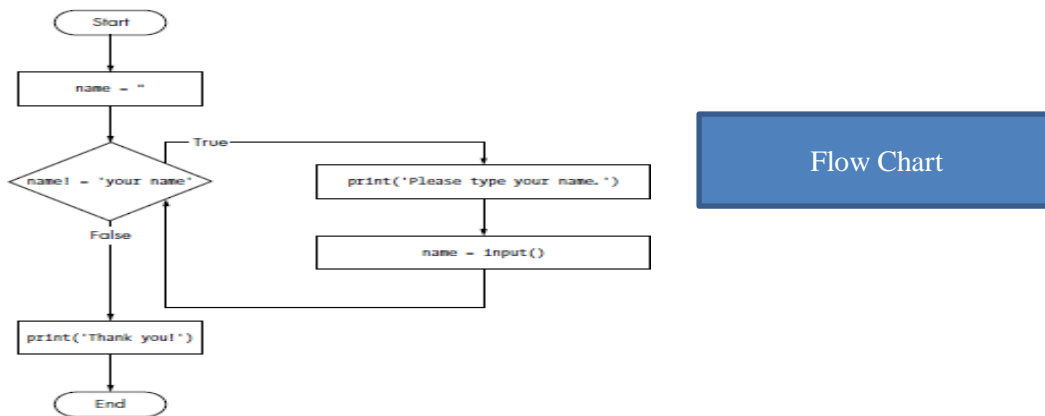 Start
name = ''
name! = 'your name'
True
print('Please type your name.')
name = input()
False
print('Thank you!')
End
Flow Chart